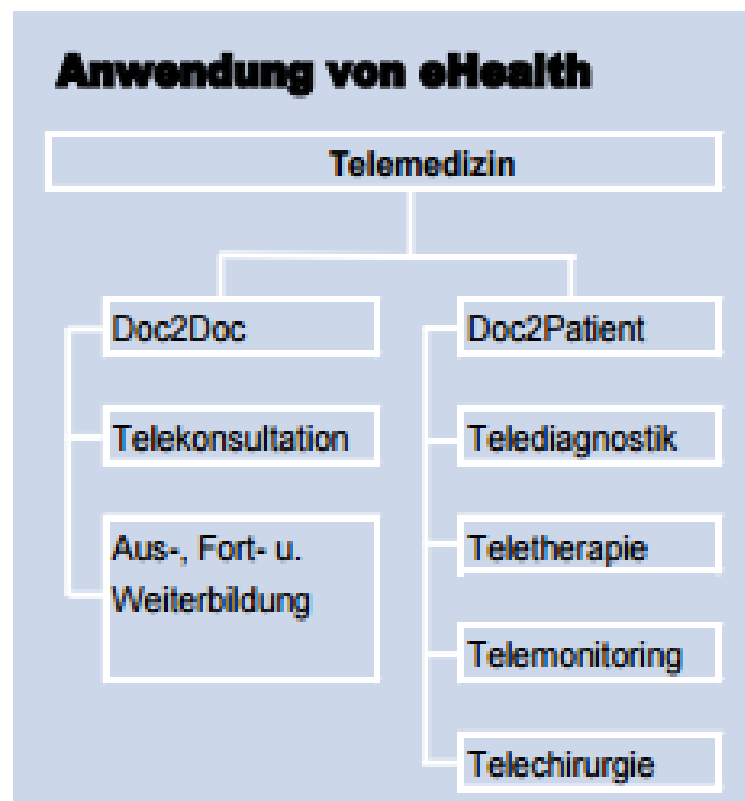 Anwendung von eHealth
Telemedizin
Doc2Doc
Telekonsultation
Aus-, Fort- u.
Weiterbildung
Doc2Patient
Telediagnostik
Teletherapie
Telemonitoring
Telechirurgie